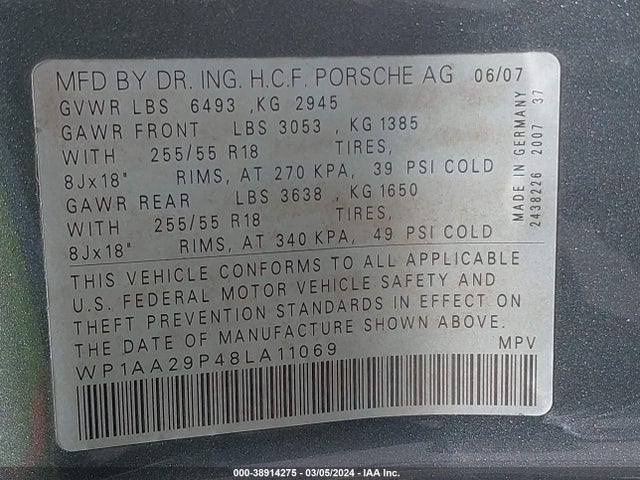 MFD BY DR. ING. H.C.F. PORSCHE AG 06/07
GVWR LBS 6493 , KG 2945
GAWR FRONT LBS 3053 , KG 1385
WITH 255/55 R18 TIRES,
8Jx18" RIMS, AT 270 KPA, 39 PSI COLD
GAWR REAR LBS 3638 , KG 1650
WITH 255/55 R18 TIRES,
8Jx18" RIMS, AT 340 KPA, 49 PSI COLD
THIS VEHICLE CONFORMS TO ALL APPLICABLE
U.S. FEDERAL MOTOR VEHICLE SAFETY AND
THEFT PREVENTION STANDARDS IN EFFECT ON
THE DATE OF MANUFACTURE SHOWN ABOVE.
WP1AA29P48LA11069 MPV
MADE IN GERMANY
2438226 2007 37
000-38914275 - 03/05/2024 - IAA Inc.